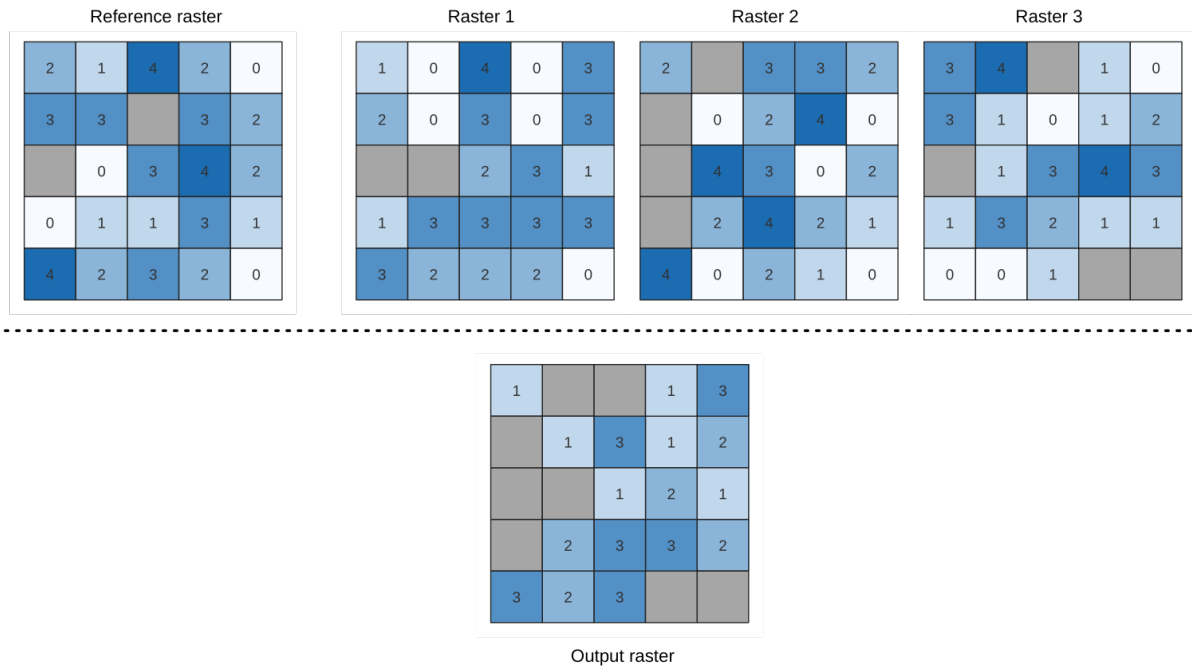 Reference raster Raster 1 Raster 2 Raster 3
2 1 4 2 0 1 0 4 0 3 2 3 3 2 3 4 1 0
3 3 3 2 2 0 3 0 3 0 2 4 0 3 1 0 1 2
0 3 4 2 2 3 1 4 3 0 2 1 3 4 3
0 1 1 3 1 1 3 3 3 3 2 4 2 1 1 3 2 1 1
4 2 3 2 0 3 2 2 2 0 4 0 2 1 0 0 0 1
1 1 3
1 3 1 2
1 2 1
2 3 3 2
3 2 3
Output raster